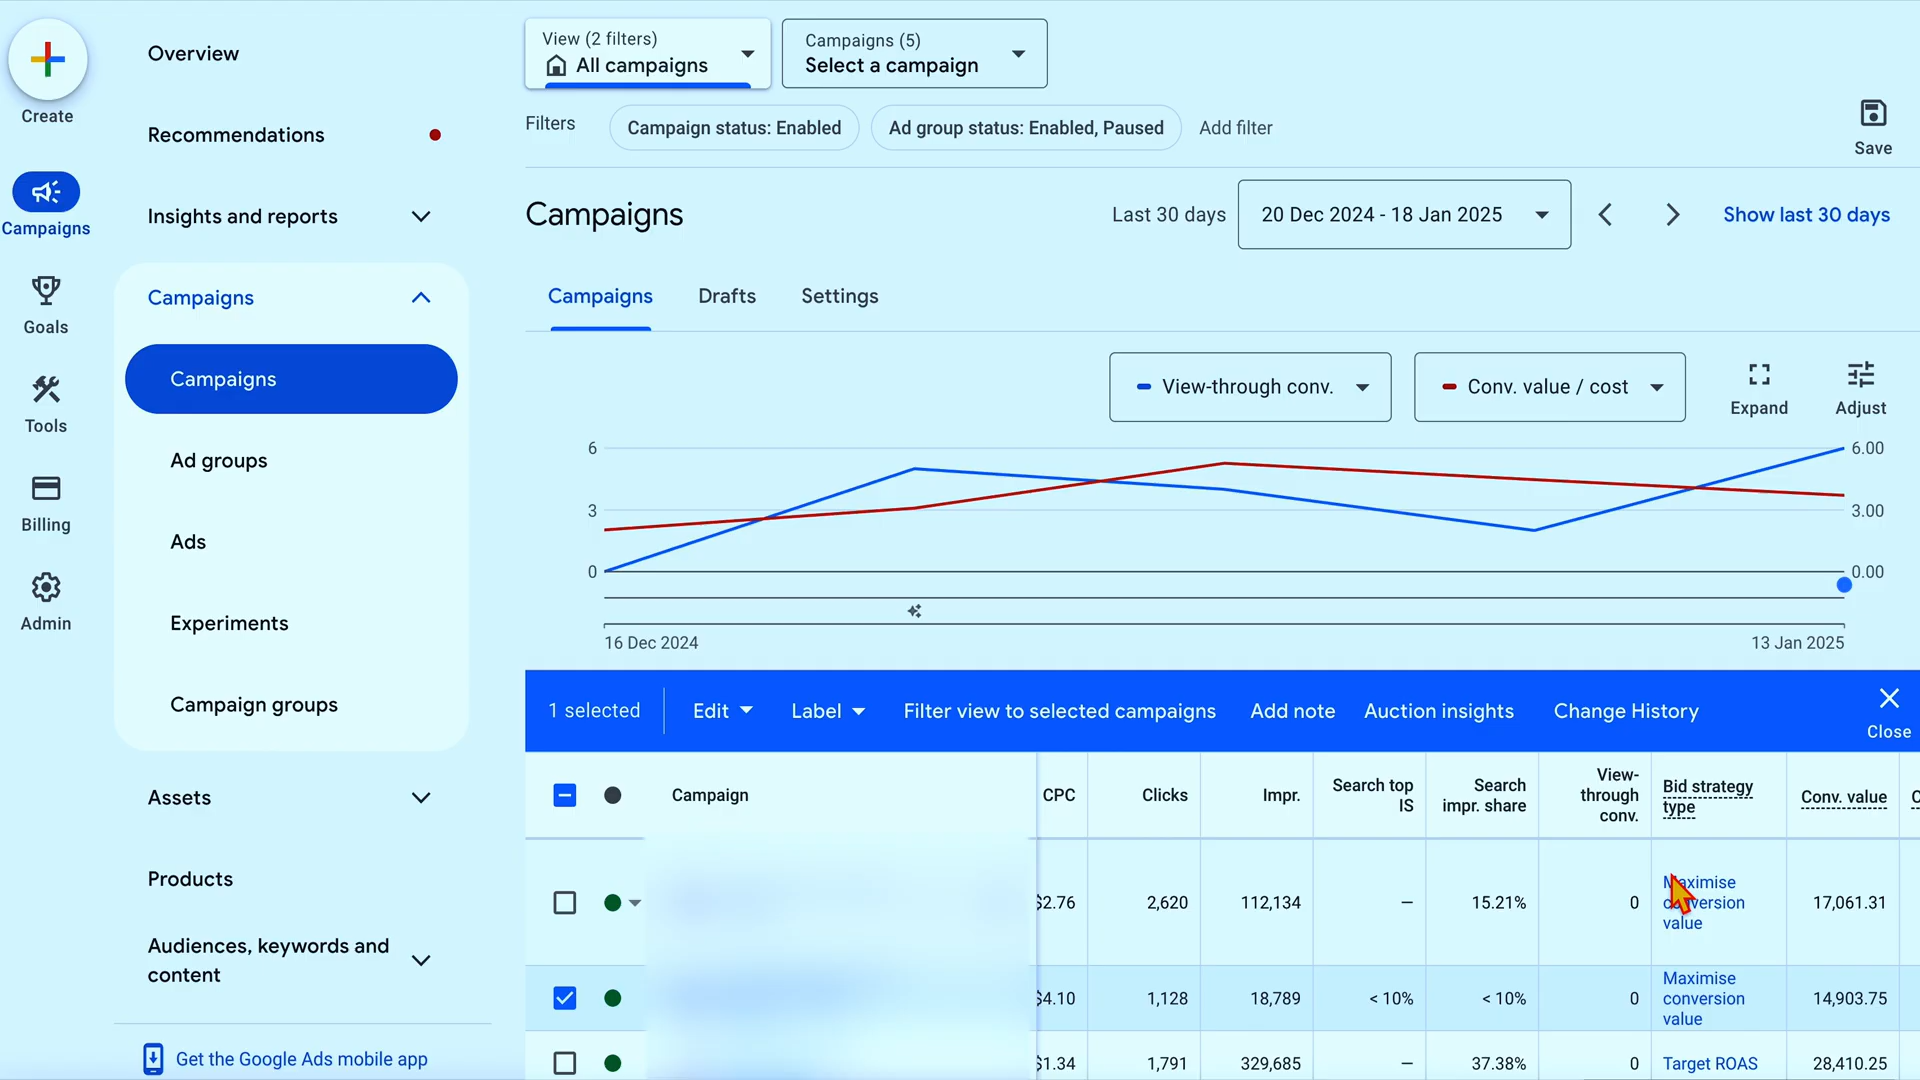 Create
Campaigns
Goals
Tools
Billing
Admin
Overview
Recommendations
Insights and reports
Campaigns
Campaigns
Ad groups
Ads
Experiments
Campaign groups
Assets
Products
Audiences, keywords and
content
Get the Google Ads mobile app
View (2 filters)
All campaigns
Campaigns (5)
Select a campaign
Filters
Campaign status: Enabled
Ad group status: Enabled, Paused
Add filter
Save
Campaigns
Last 30 days
20 Dec 2024 - 18 Jan 2025
Show last 30 days
Campaigns
Drafts
Settings
View-through conv.
Conv. value / cost
Expand
Adjust
6
6.00
3
3.00
0
0.00
16 Dec 2024
13 Jan 2025
1 selected
Edit
Label
Filter view to selected campaigns
Add note
Auction insights
Change History
Close
Campaign
CPC
Clicks
Impr.
Search top
IS
Search
impr. share
View-
through
conv.
Bid strategy
type
Conv. value
C
$2.76
2,620
112,134
—
15.21%
0
Maximise
conversion
value
17,061.31
$4.10
1,128
18,789
< 10%
< 10%
0
Maximise
conversion
value
14,903.75
$1.34
1,791
329,685
—
37.38%
0
Target ROAS
28,410.25